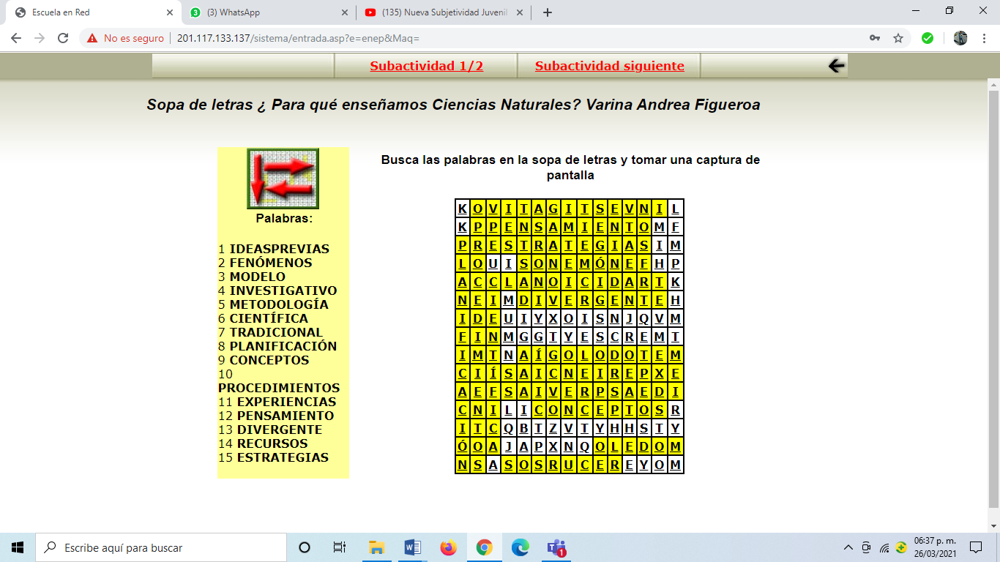 Escuela en Red
(3) WhatsApp
(135) Nueva Subjetividad Juvenil
No es seguro
201.117.133.137/sistema/entrada.asp?e=enep&Maq=
Subactividad 1/2
Subactividad siguiente
Sopa de letras ¿ Para qué enseñamos Ciencias Naturales? Varina Andrea Figueroa
Palabras:
1 IDEASPREVIAS
2 FENÓMENOS
3 MODELO
4 INVESTIGATIVO
5 METODOLOGÍA
6 CIENTÍFICA
7 TRADICIONAL
8 PLANIFICACIÓN
9 CONCEPTOS
10
PROCEDIMIENTOS
11 EXPERIENCIAS
12 PENSAMIENTO
13 DIVERGENTE
14 RECURSOS
15 ESTRATEGIAS
Busca las palabras en la sopa de letras y tomar una captura de
pantalla
K O V I T A G I T S E V N I L
K P P E N S A M I E N T O M F
P R E S T R A T E G I A S I M
L O U I S O N E M Ó N E F H P
A C C L A N O I C I D A R T K
N E I M D I V E R G E N T E H
I D E U I Y X O I S N J Q V M
F I N M G G T Y E S C R E M T
I M T N A Í G O L O D O T E M
C I Í S A I C N E I R E P X E
A E F S A I V E R P S A E D I
C N I L I C O N C E P T O S R
I T C Q B T Z V T Y H H S T Y
Ó O A J A P X N Q O L E D O M
N S A S O S R U C E R E Y O M
Escribe aquí para buscar
1
06:37 p. m.
26/03/2021